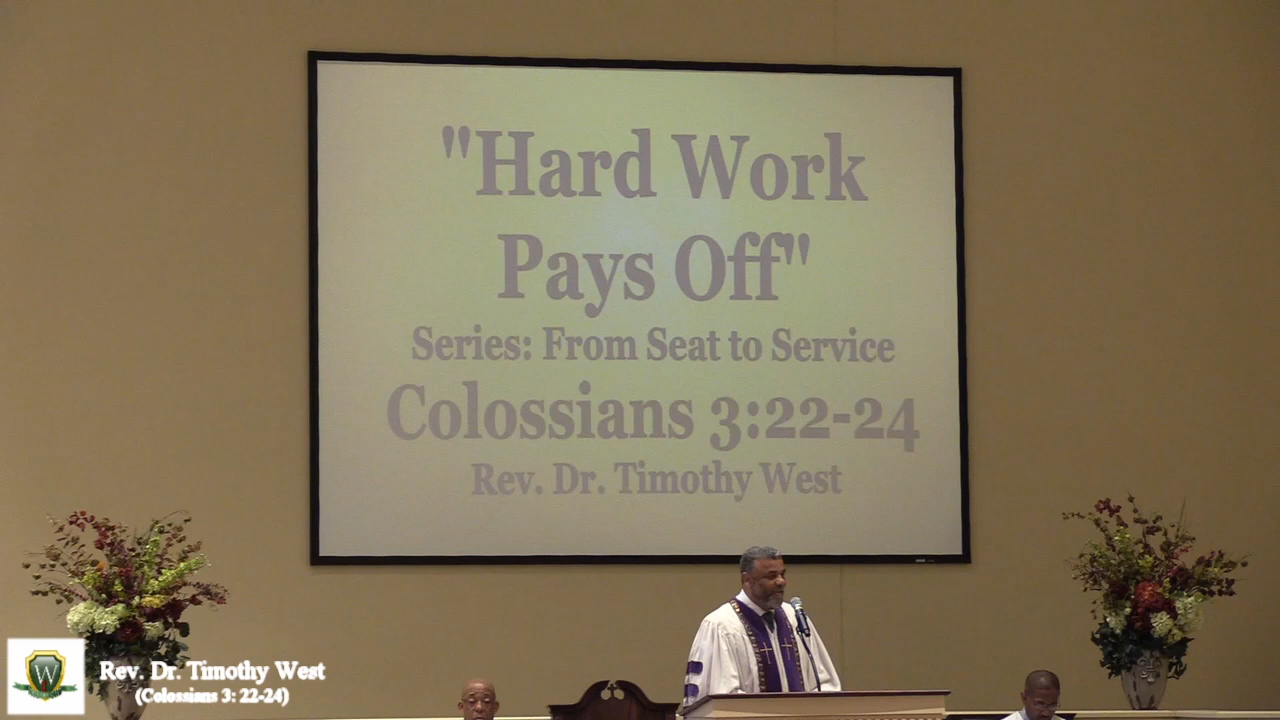 "Hard Work
Pays Off"
Series: From Seat to Service
Colossians 3:22-24
Rev. Dr. Timothy West
W
Rev. Dr. Timothy West
(Colossians 3: 22-24)